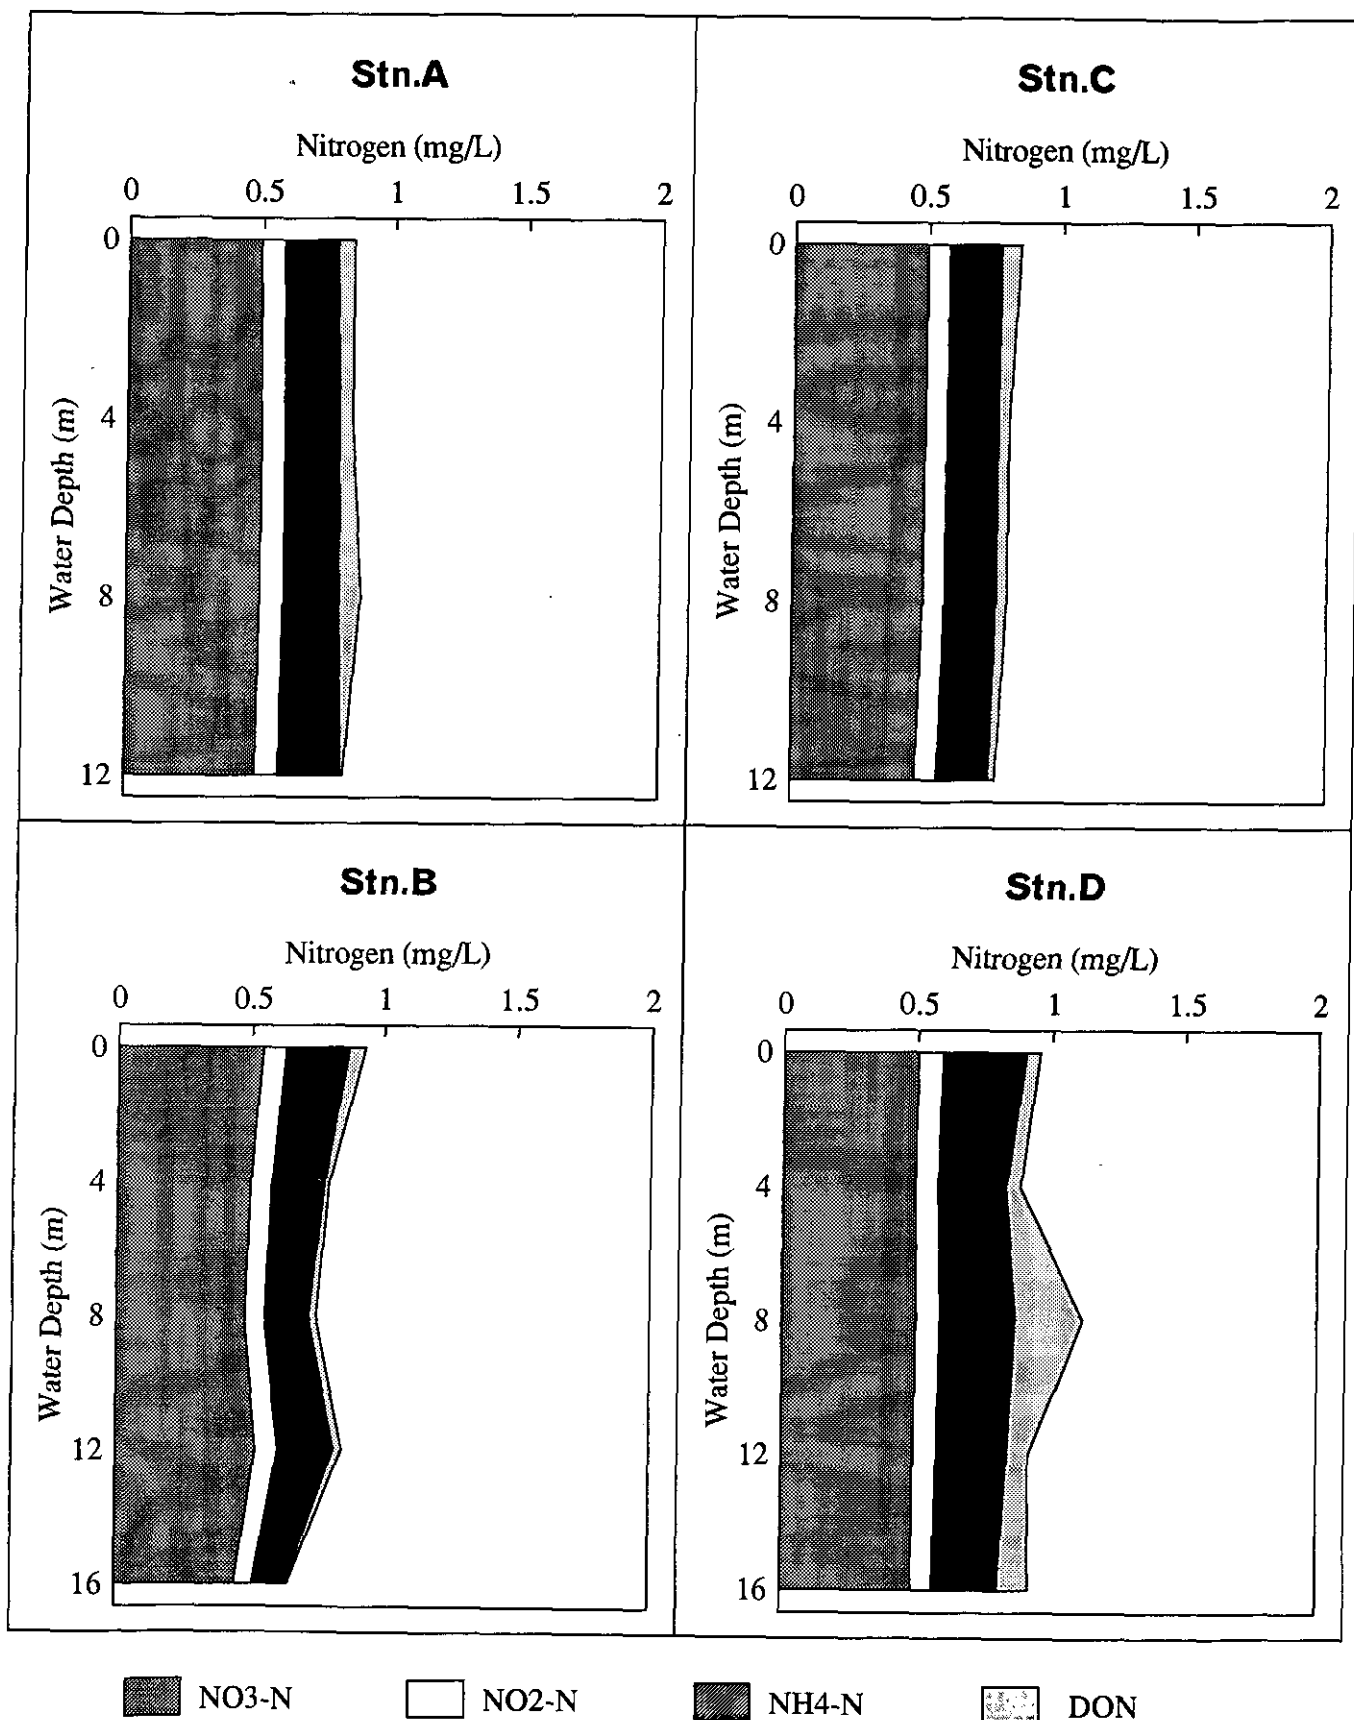 Stn.A
Nitrogen (mg/L)
0 0.5 1 1.5 2
0
4
8
12
Water Depth (m)
Stn.C
Nitrogen (mg/L)
0 0.5 1 1.5 2
0
4
8
12
Water Depth (m)
Stn.B
Nitrogen (mg/L)
0 0.5 1 1.5 2
0
4
8
12
16
Water Depth (m)
Stn.D
Nitrogen (mg/L)
0 0.5 1 1.5 2
0
4
8
12
16
Water Depth (m)
NO3-N NO2-N NH4-N DON